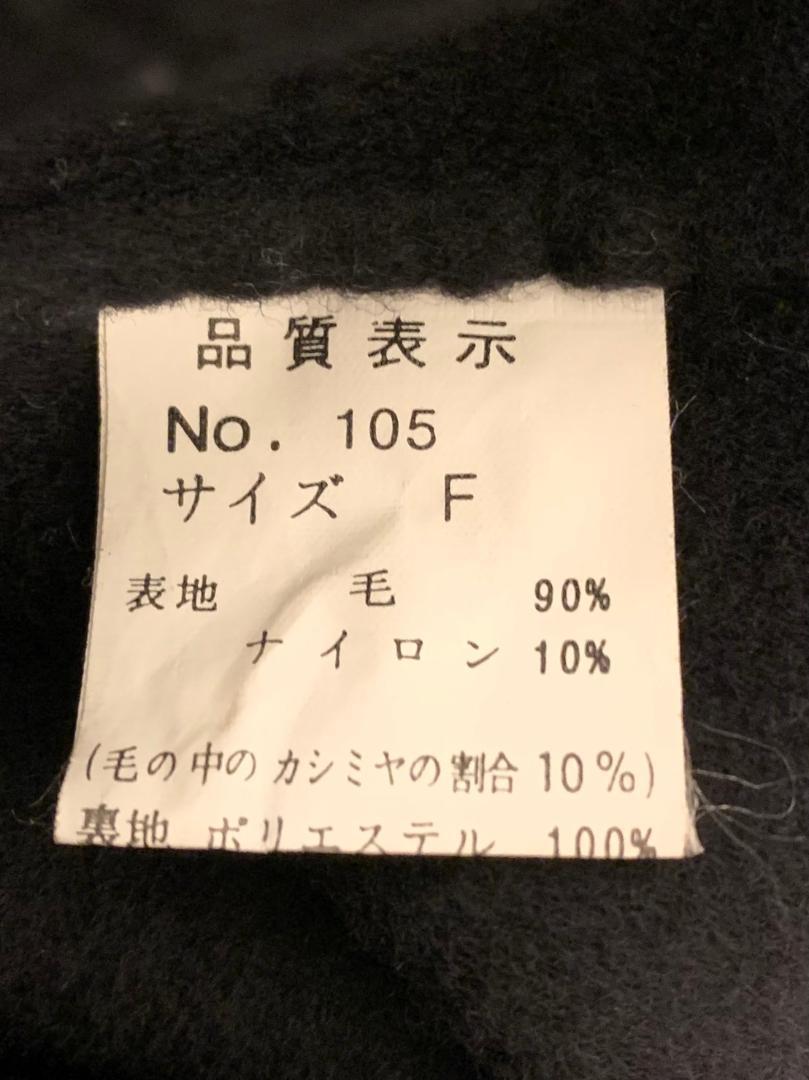 品質表示
No. 105
サイズ F
表地 毛 90%
ナイロン 10%
(毛の中のカシミヤの割合 10%)
裏地 ポリエステル 100%